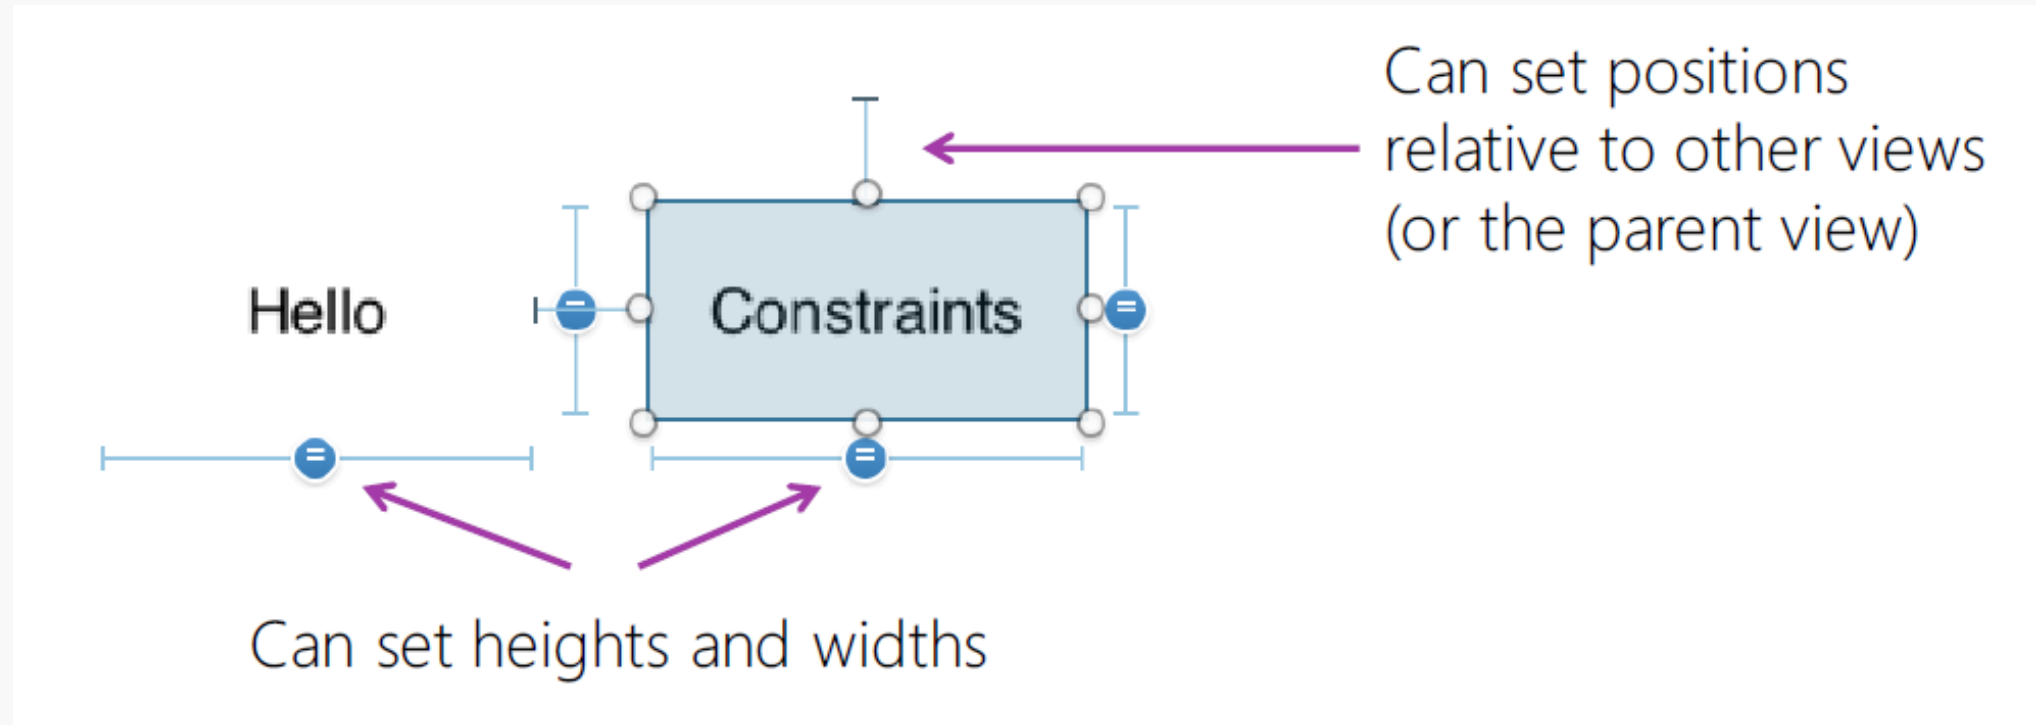 Can set positions
relative to other views
(or the parent view)
Hello
Constraints
=
=
=
=
Can set heights and widths